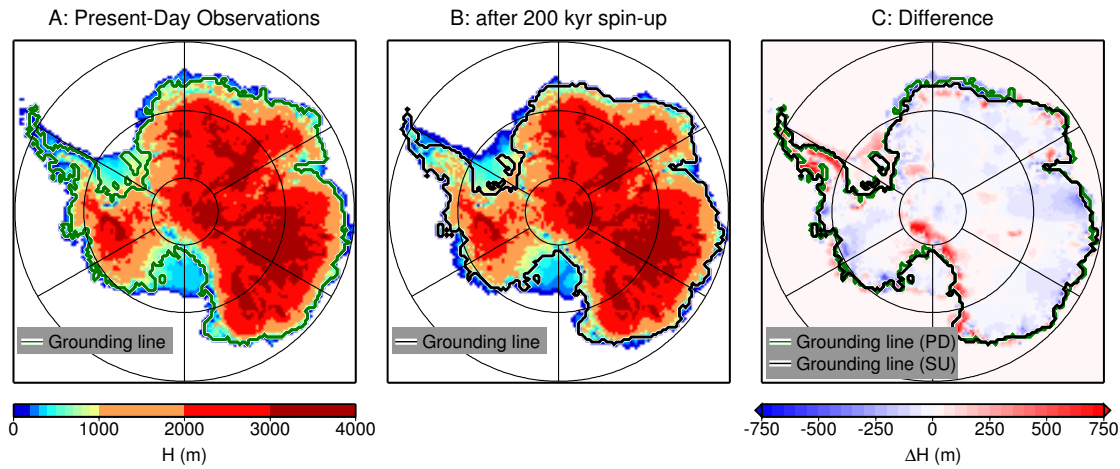 A: Present-Day Observations
B: after 200 kyr spin-up
C: Difference
Grounding line
Grounding line
Grounding line (PD)
Grounding line (SU)
0 1000 2000 3000 4000
H (m)
-750 -500 -250 0 250 500 750
ΔH (m)